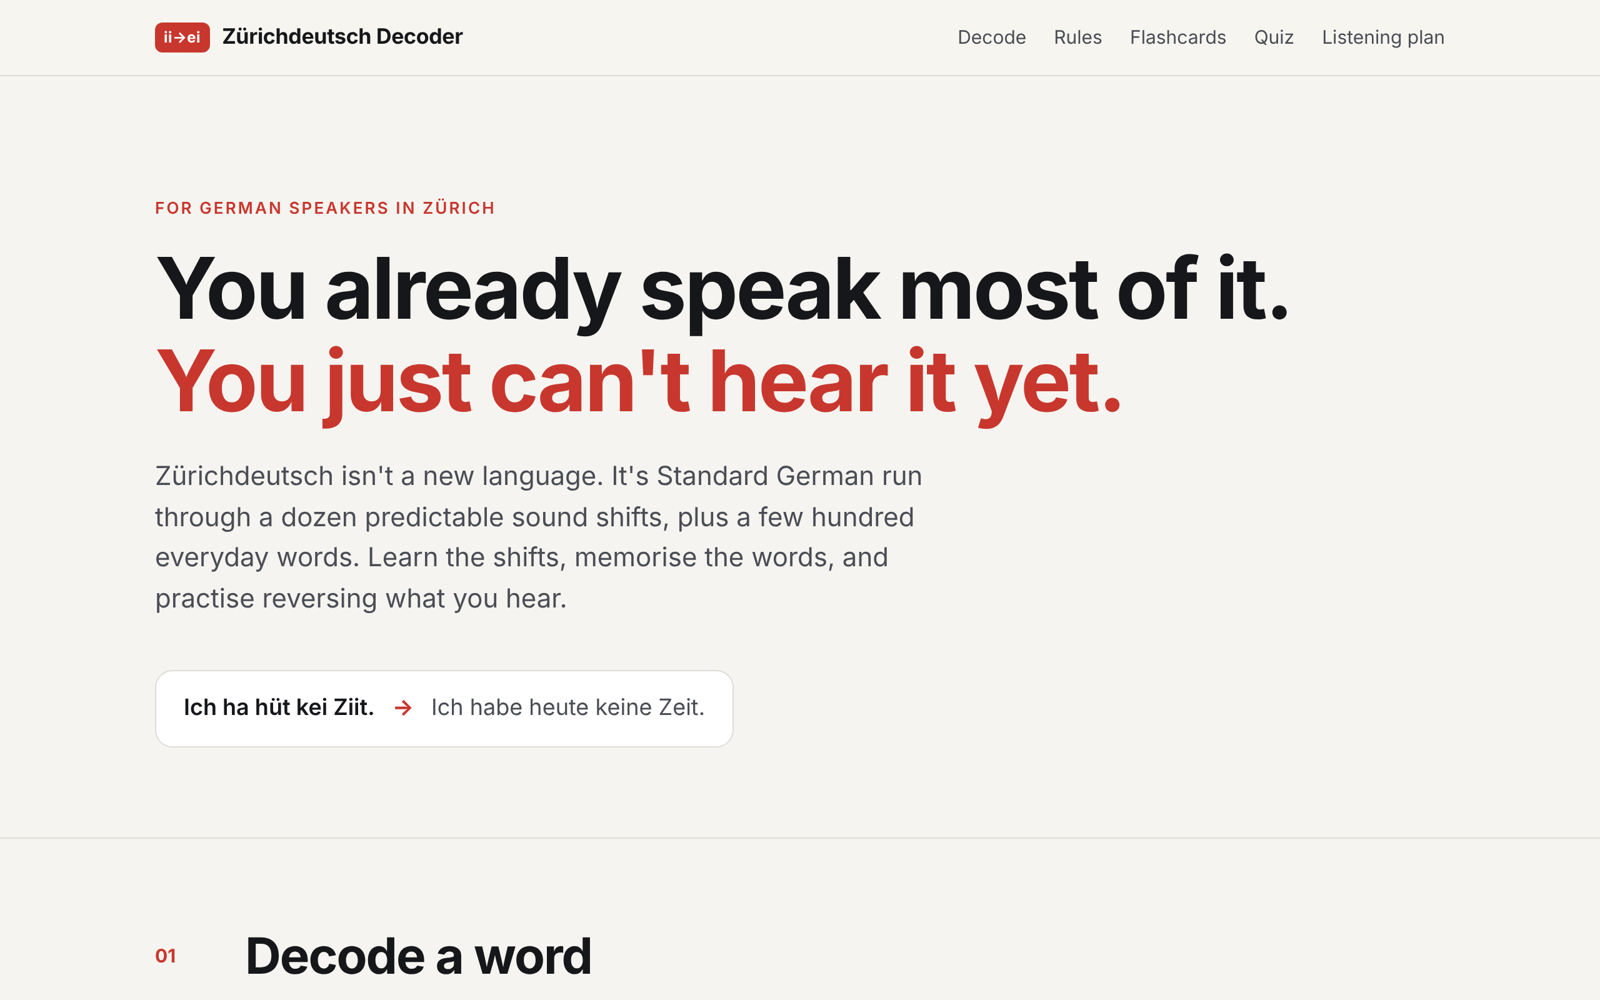 ii→ei Zürichdeutsch Decoder
Decode Rules Flashcards Quiz Listening plan
FOR GERMAN SPEAKERS IN ZÜRICH
You already speak most of it.
You just can't hear it yet.
Zürichdeutsch isn't a new language. It's Standard German run
through a dozen predictable sound shifts, plus a few hundred
everyday words. Learn the shifts, memorise the words, and
practise reversing what you hear.
Ich ha hüt kei Ziit. → Ich habe heute keine Zeit.
01 Decode a word